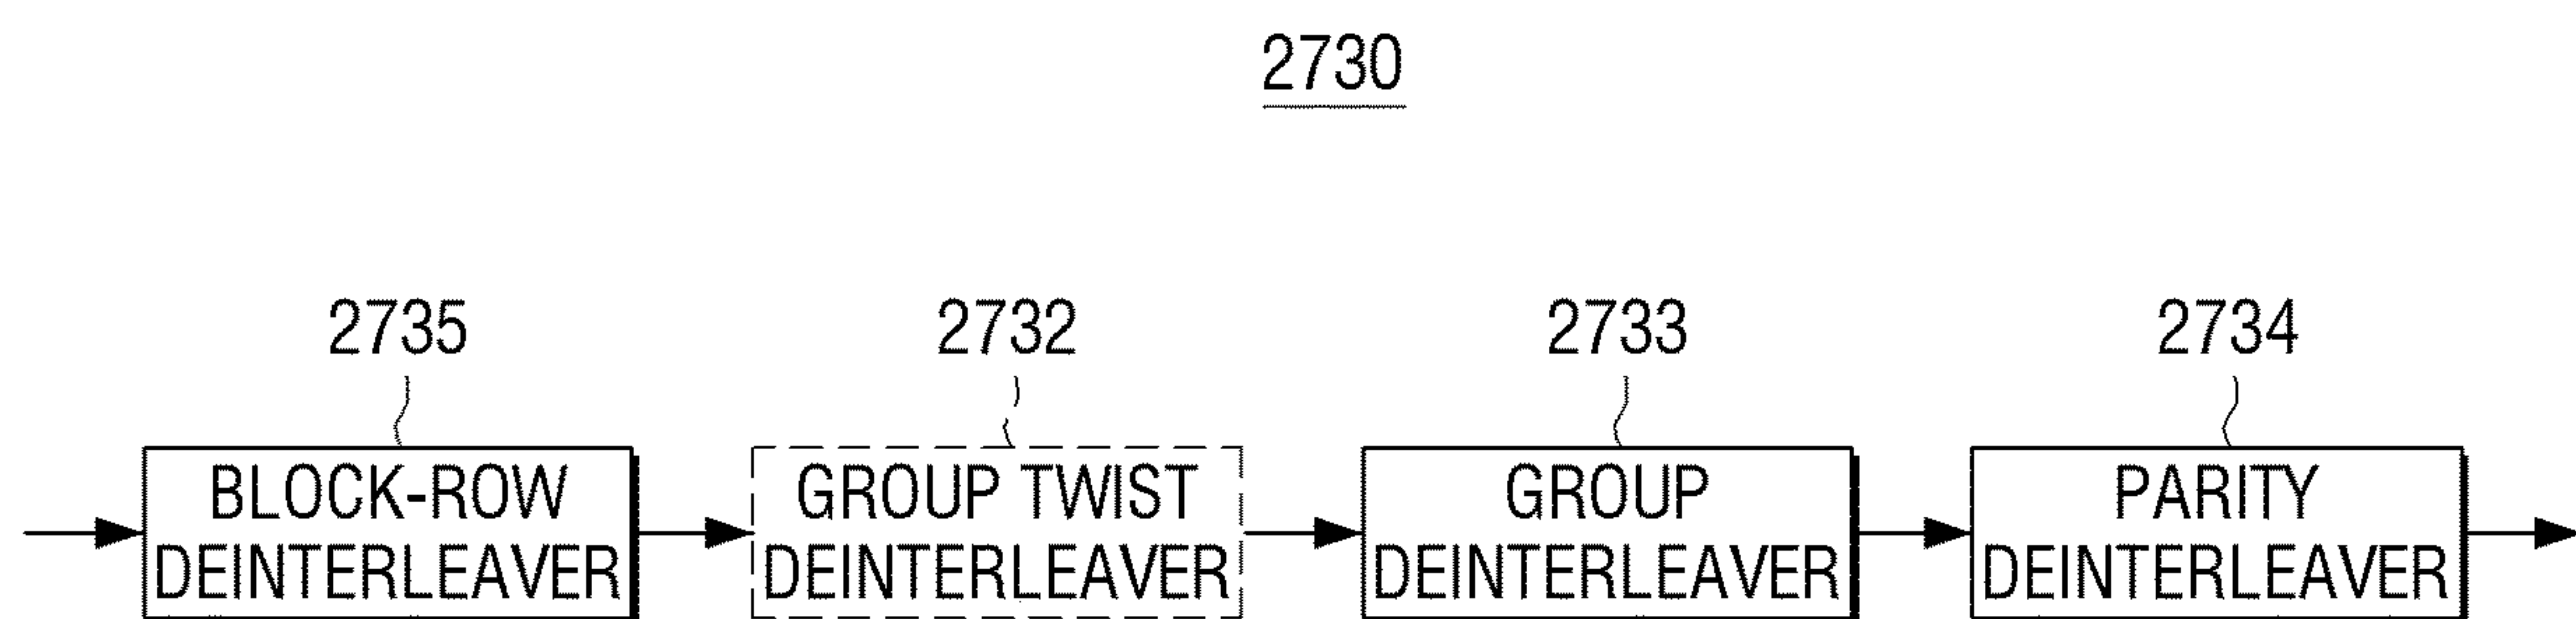 2730
2735
2732
2733
2734
BLOCK-ROW
DEINTERLEAVER
GROUP TWIST
DEINTERLEAVER
GROUP
DEINTERLEAVER
PARITY
DEINTERLEAVER